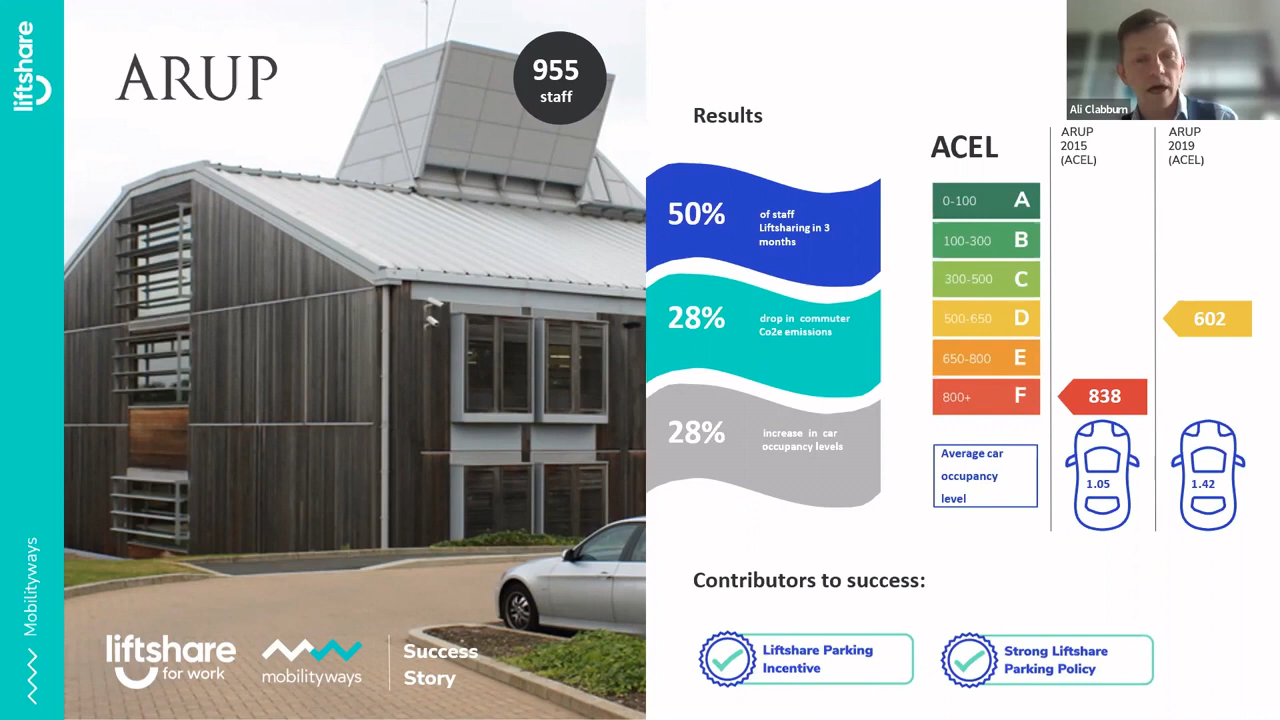 liftshare
Mobilityways
ARUP
955
staff
liftshare
for work
mobilityways
Success
Story
Results
50%
of staff
Liftsharing in 3
months
28%
drop in commuter
Co2e emissions
28%
increase in car
occupancy levels
Ali Clabburn
ACEL
ARUP
2015
(ACEL)
ARUP
2019
(ACEL)
0-100 A
100-300 B
300-500 C
500-650 D
602
650-800 E
800+ F
838
Average car
occupancy
level
1.05
1.42
Contributors to success:
Liftshare Parking
Incentive
Strong Liftshare
Parking Policy